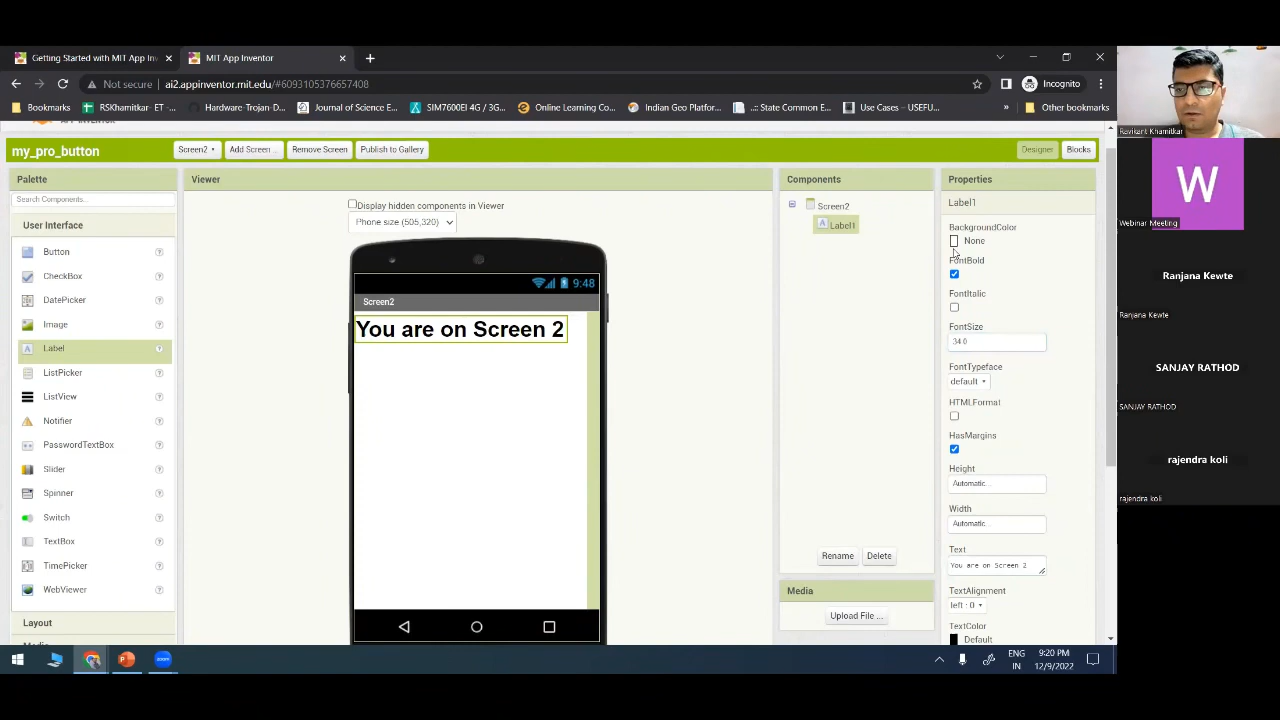 Getting Started with MIT App Inv
MIT App Inventor
Not secure ai2.appinventor.mit.edu/#6093105376657408
Incognito
Bookmarks RSKhamitkar- ET -... Hardware-Trojan-D... Journal of Science E... SIM7600EI 4G / 3G... Online Learning Co... Indian Geo Platfor... ..:: State Common E... Use Cases – USEFU... » Other bookmarks
my_pro_button
Screen2 Add Screen ... Remove Screen Publish to Gallery
Designer Blocks
Palette
Search Components...
User Interface
Button
CheckBox
DatePicker
Image
Label
ListPicker
ListView
Notifier
PasswordTextBox
Slider
Spinner
Switch
TextBox
TimePicker
WebViewer
Layout
Viewer
Display hidden components in Viewer
Phone size (505,320)
9:48
Screen2
You are on Screen 2
Components
Screen2
Label1
Rename Delete
Media
Upload File ...
Properties
Label1
BackgroundColor
None
FontBold
FontItalic
FontSize
34.0
FontTypeface
default
HTMLFormat
HasMargins
Height
Automatic...
Width
Automatic...
Text
You are on Screen 2
TextAlignment
left : 0
TextColor
Default
Ravikant Khamitkar
W
Webinar Meeting
Ranjana Kewte
Ranjana Kewte
SANJAY RATHOD
SANJAY RATHOD
rajendra koli
rajendra koli
ENG
IN
9:20 PM
12/9/2022